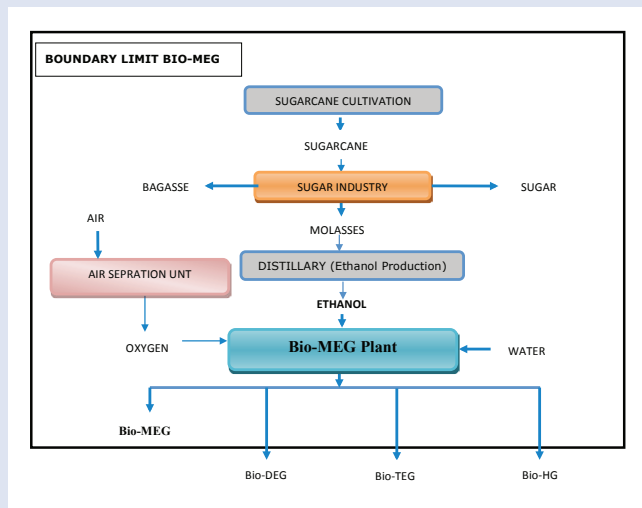 BOUNDARY LIMIT BIO-MEG
SUGARCANE CULTIVATION
SUGARCANE
BAGASSE
SUGAR INDUSTRY
SUGAR
MOLASSES
AIR
DISTILLARY (Ethanol Production)
AIR SEPRATION UNT
ETHANOL
OXYGEN
Bio-MEG Plant
WATER
Bio-MEG
Bio-DEG
Bio-TEG
Bio-HG